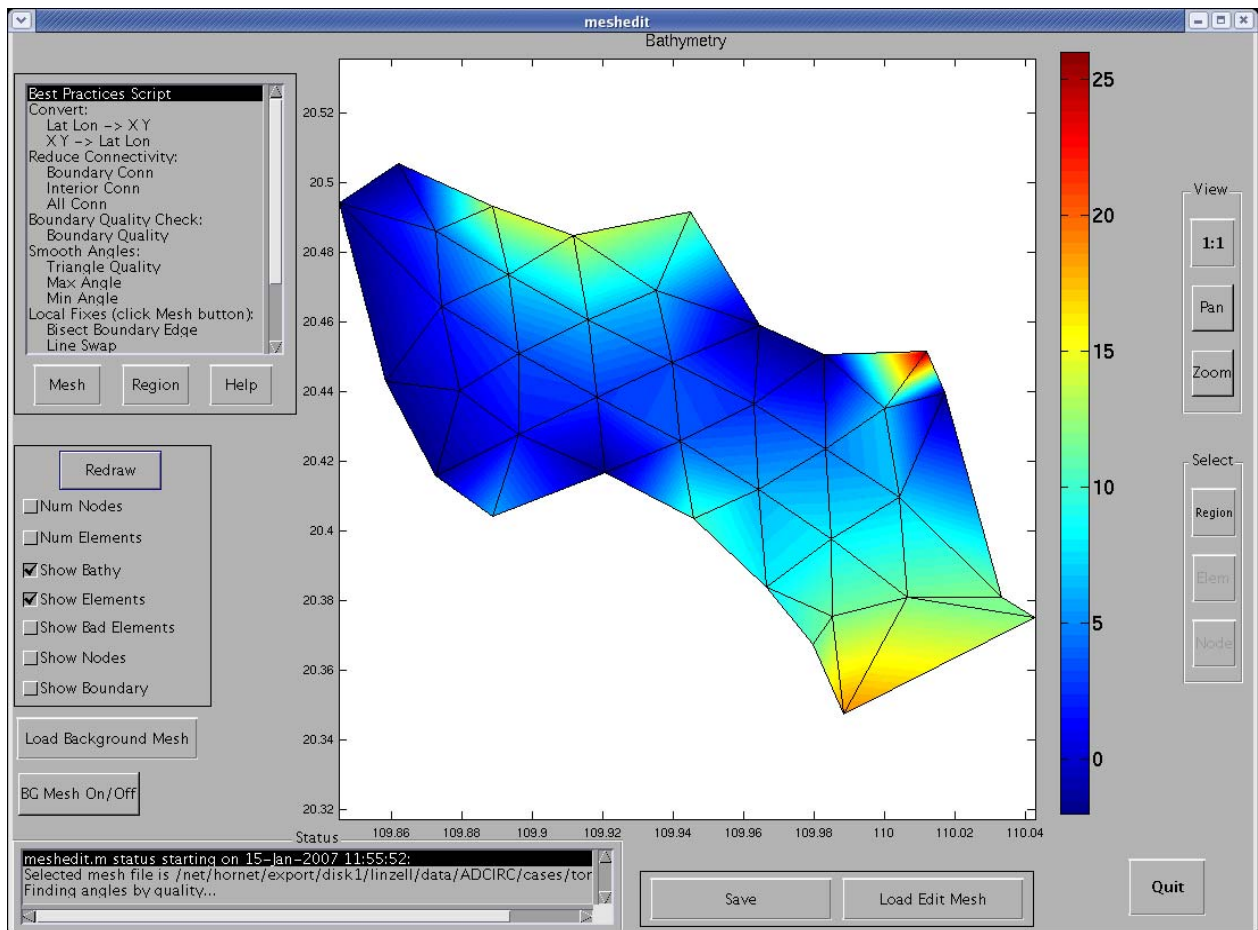 meshedit
Bathymetry
Best Practices Script
Convert:
Lat Lon -> X Y
X Y -> Lat Lon
Reduce Connectivity:
Boundary Conn
Interior Conn
All Conn
Boundary Quality Check:
Boundary Quality
Smooth Angles:
Triangle Quality
Max Angle
Min Angle
Local Fixes (click Mesh button):
Bisect Boundary Edge
Line Swap
Mesh Region Help
Redraw
Num Nodes
Num Elements
Show Bathy
Show Elements
Show Bad Elements
Show Nodes
Show Boundary
Load Background Mesh
BG Mesh On/Off
20.52
20.5
20.48
20.46
20.44
20.42
20.4
20.38
20.36
20.34
20.32
109.86 109.88 109.9 109.92 109.94 109.96 109.98 110 110.02 110.04
25
20
15
10
5
0
View
1:1
Pan
Zoom
Select
Region
Elem
Node
Status
meshedit.m status starting on 15-Jan-2007 11:55:52:
Selected mesh file is /net/hornet/export/disk1/linzell/data/ADCIRC/cases/tor
Finding angles by quality...
Save Load Edit Mesh
Quit